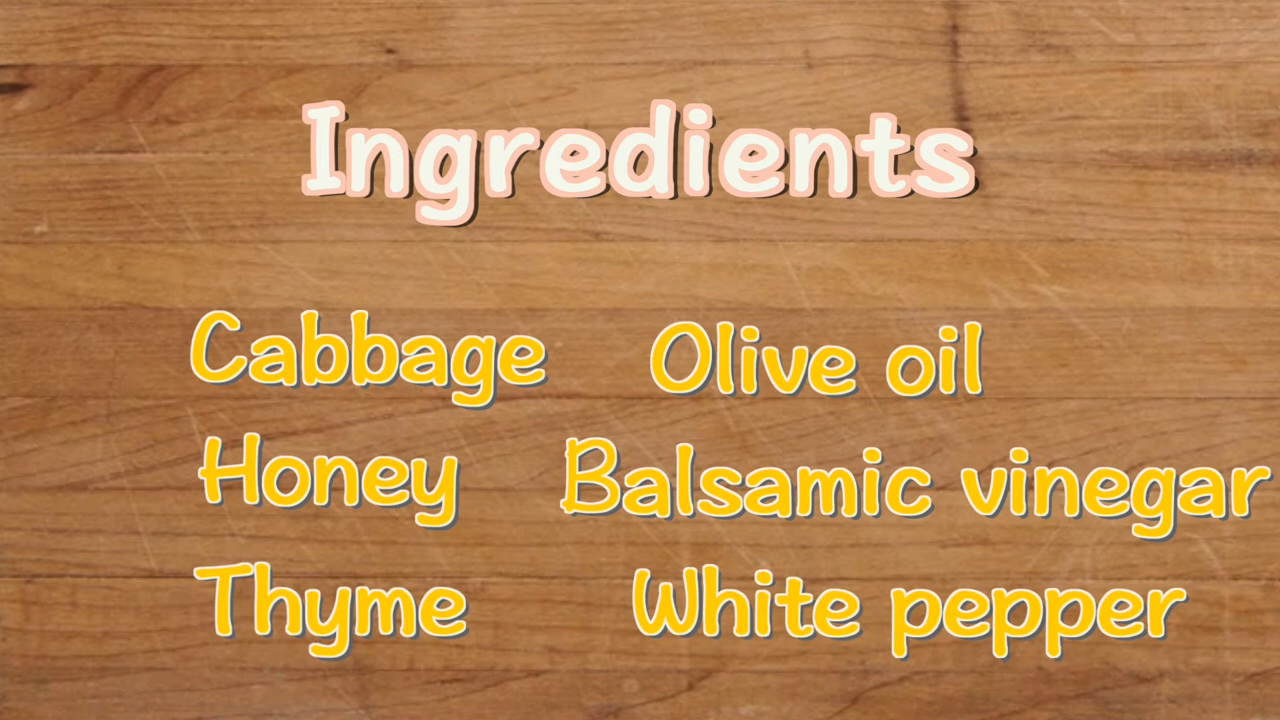 Ingredients
Cabbage
Olive oil
Honey
Balsamic vinegar
Thyme
White pepper